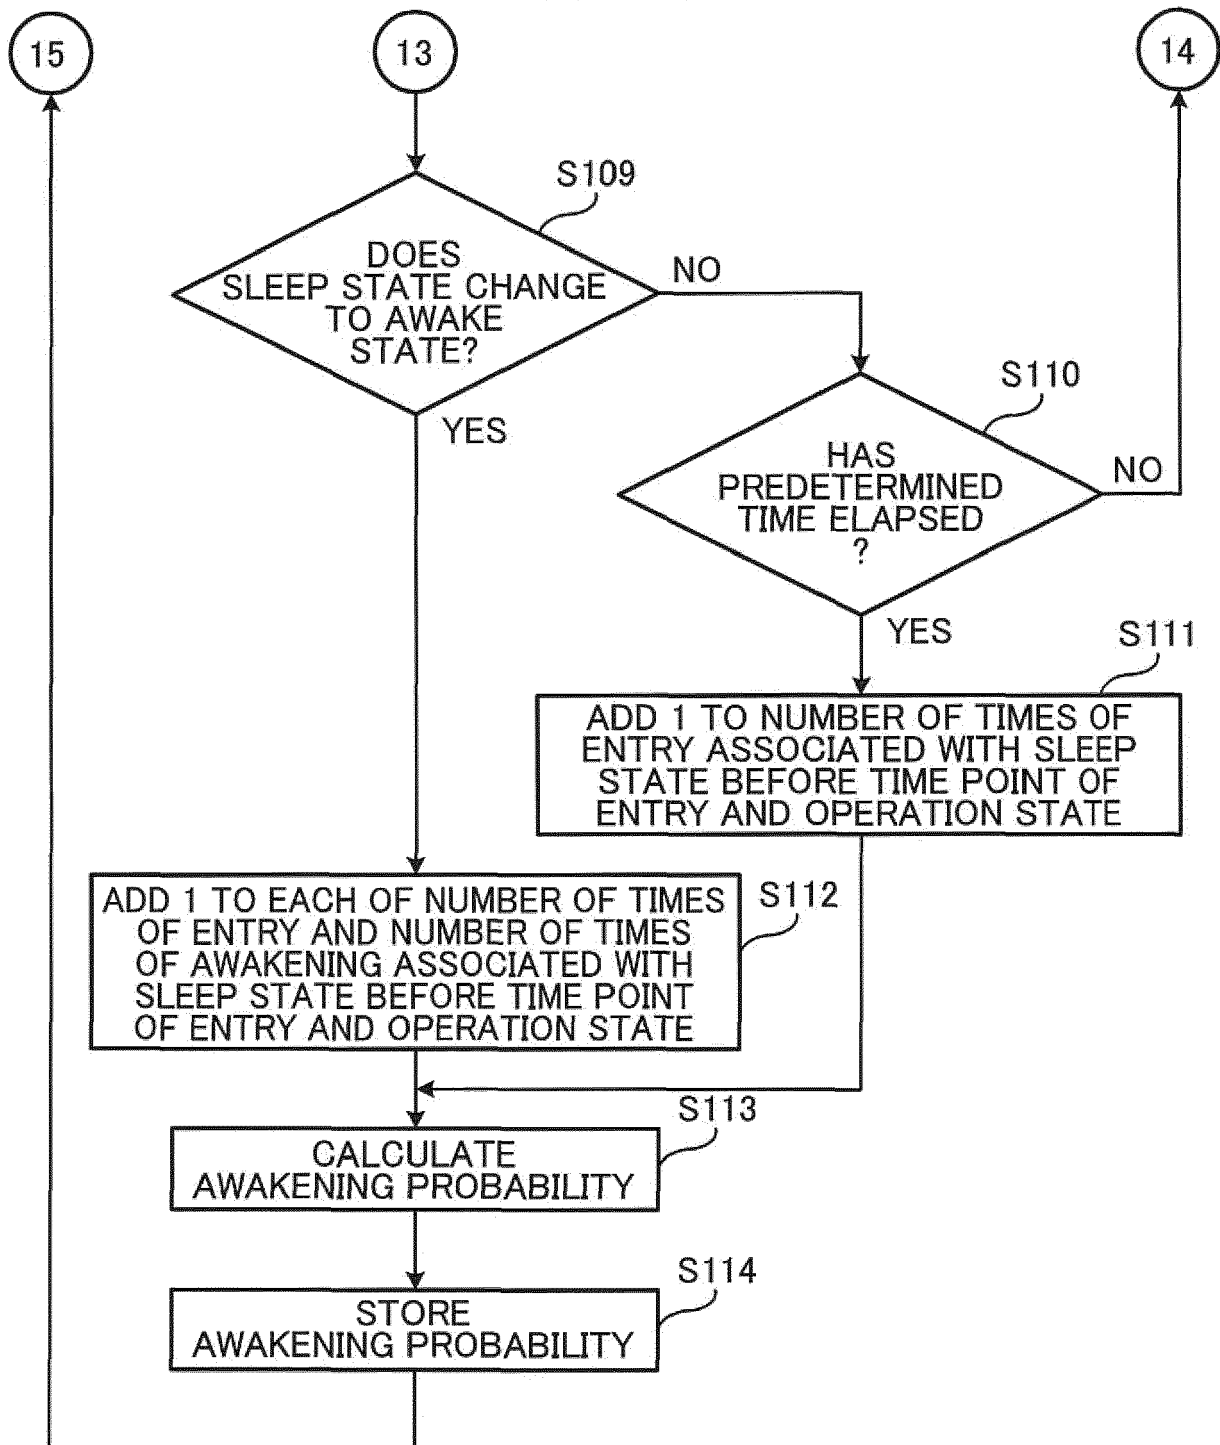 15
13
14
S109
DOES
SLEEP STATE CHANGE
TO AWAKE
STATE?
NO
YES
S110
HAS
PREDETERMINED
TIME ELAPSED
?
NO
YES
S111
ADD 1 TO NUMBER OF TIMES OF
ENTRY ASSOCIATED WITH SLEEP
STATE BEFORE TIME POINT OF
ENTRY AND OPERATION STATE
S112
ADD 1 TO EACH OF NUMBER OF TIMES
OF ENTRY AND NUMBER OF TIMES
OF AWAKENING ASSOCIATED WITH
SLEEP STATE BEFORE TIME POINT
OF ENTRY AND OPERATION STATE
S113
CALCULATE
AWAKENING PROBABILITY
S114
STORE
AWAKENING PROBABILITY